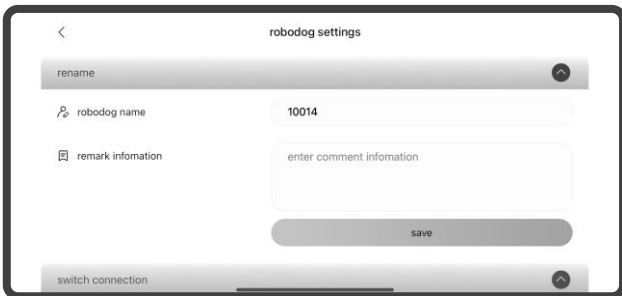 robodog settings
rename
robodog name
10014
remark infomation
enter comment infomation
save
switch connection